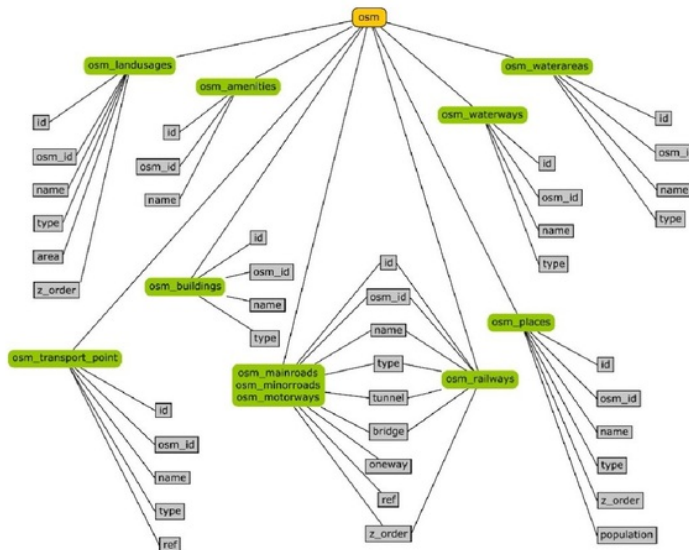 osm
osm_landusages
osm_waterareas
osm_amenities
osm_waterways
id
osm_id
name
type
area
z_order
id
osm_id
name
id
osm_id
name
type
id
osm_i
name
type
osm_buildings
id
osm_id
name
type
osm_transport_point
id
osm_id
name
type
ref
osm_mainroads
osm_minorroads
osm_motorways
id
osm_id
name
type
tunnel
bridge
oneway
ref
z_order
osm_railways
osm_places
id
osm_id
name
type
z_order
population